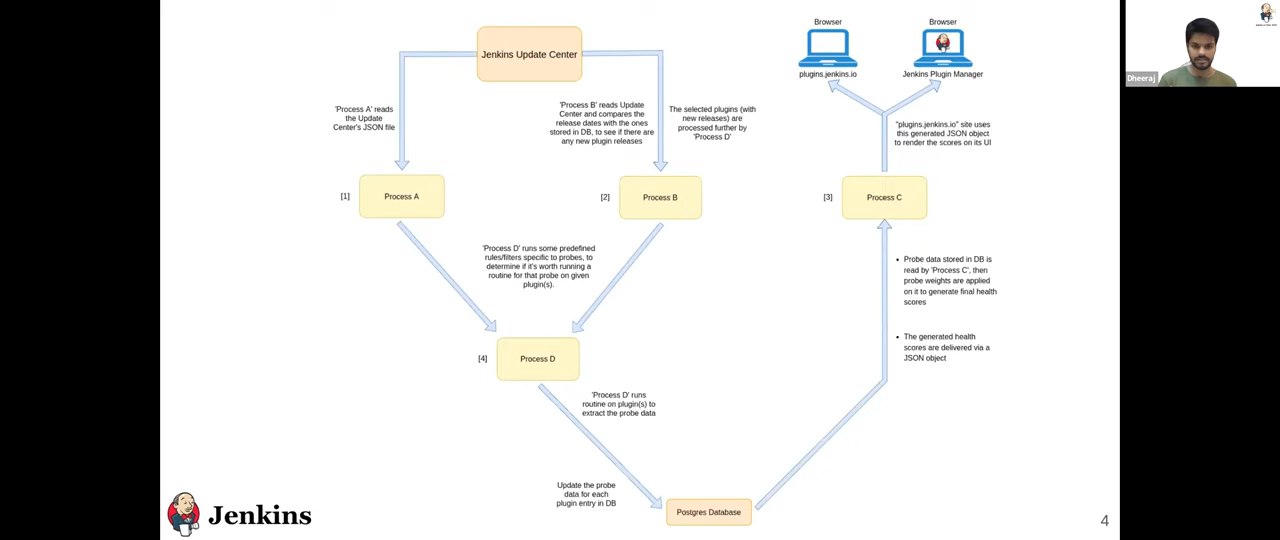 Jenkins Update Center
Browser
Browser
plugins.jenkins.io
Jenkins Plugin Manager
Dheeraj
'Process A' reads
the Update
Center's JSON file
'Process B' reads Update
Center and compares the
release dates with the ones
stored in DB, to see if there are
any new plugin releases
The selected plugins (with
new releases) are
processed further by
'Process D'
"plugins.jenkins.io" site uses
this generated JSON object
to render the scores on its UI
[1]
Process A
[2]
Process B
[3]
Process C
'Process D' runs some predefined
rules/filters specific to probes, to
determine if it's worth running a
routine for that probe on given
plugin(s).
• Probe data stored in DB is
read by 'Process C', then
probe weights are applied
on it to generate final health
scores
• The generated health
scores are delivered via a
JSON object
[4]
Process D
'Process D' runs
routine on plugin(s) to
extract the probe data
Update the probe
data for each
plugin entry in DB
Postgres Database
Jenkins
4